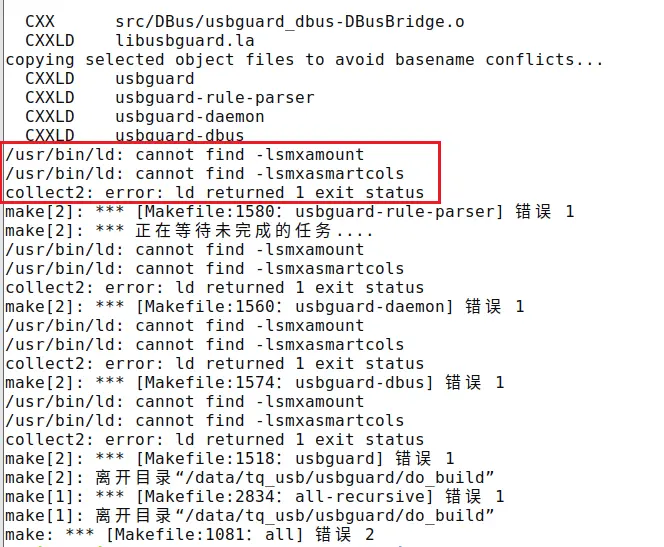 CXX      src/DBus/usbguard_dbus-DBusBridge.o
CXXLD    libusbguard.la
copying selected object files to avoid basename conflicts...
CXXLD    usbguard
CXXLD    usbguard-rule-parser
CXXLD    usbguard-daemon
CXXLD    usbguard-dbus
/usr/bin/ld: cannot find -lsmxamount
/usr/bin/ld: cannot find -lsmxasmartcols
collect2: error: ld returned 1 exit status
make[2]: *** [Makefile:1580：usbguard-rule-parser] 错误 1
make[2]: *** 正在等待未完成的任务....
/usr/bin/ld: cannot find -lsmxamount
/usr/bin/ld: cannot find -lsmxasmartcols
collect2: error: ld returned 1 exit status
make[2]: *** [Makefile:1560：usbguard-daemon] 错误 1
/usr/bin/ld: cannot find -lsmxamount
/usr/bin/ld: cannot find -lsmxasmartcols
collect2: error: ld returned 1 exit status
make[2]: *** [Makefile:1574：usbguard-dbus] 错误 1
/usr/bin/ld: cannot find -lsmxamount
/usr/bin/ld: cannot find -lsmxasmartcols
collect2: error: ld returned 1 exit status
make[2]: *** [Makefile:1518：usbguard] 错误 1
make[2]: 离开目录“/data/tq_usb/usbguard/do_build”
make[1]: *** [Makefile:2834：all-recursive] 错误 1
make[1]: 离开目录“/data/tq_usb/usbguard/do_build”
make: *** [Makefile:1081：all] 错误 2